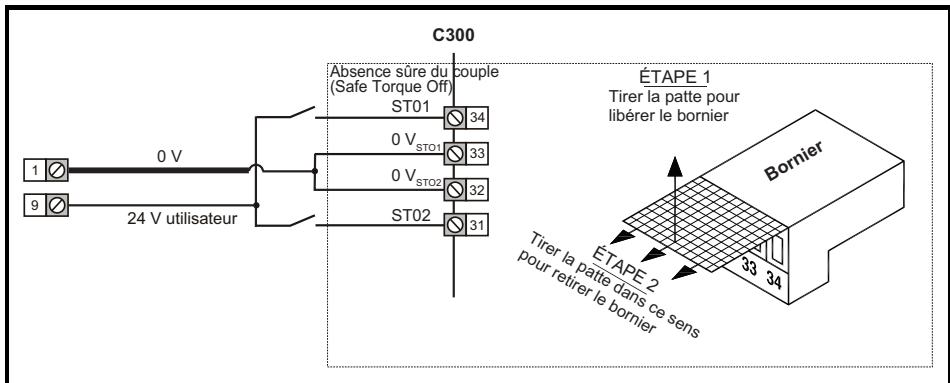 C300
Absence sûre du couple
(Safe Torque Off)
ST01
34
0 V STO1
33
0 V STO2
32
ST02
31
1
0 V
9
24 V utilisateur
ÉTAPE 1
Tirer la patte pour
libérer le bornier
Bornier
33 34
ÉTAPE 2
Tirer la patte dans ce sens
pour retirer le bornier